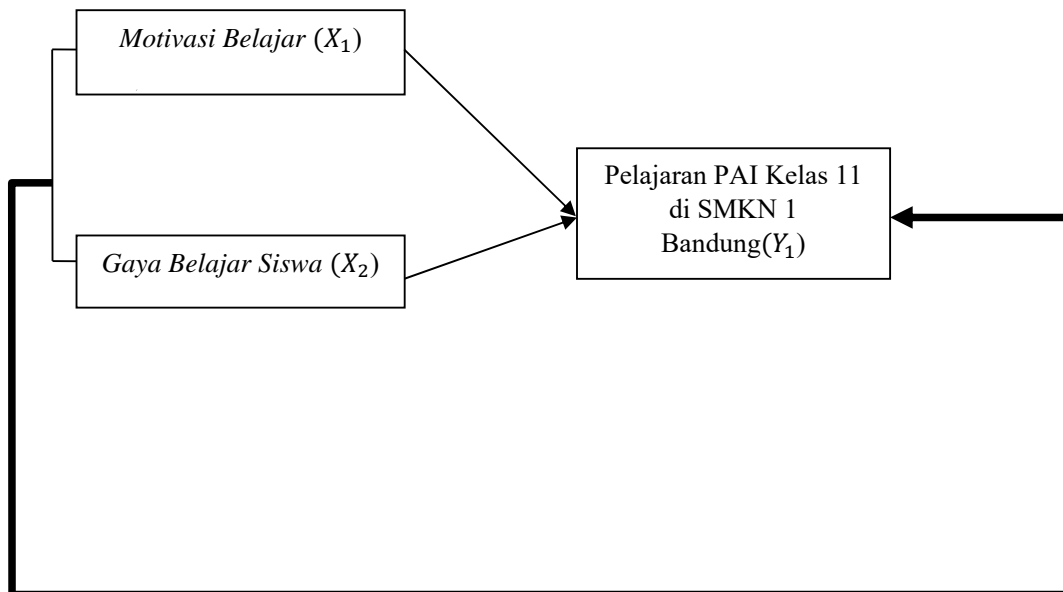 Motivasi Belajar (X₁)
Pelajaran PAI Kelas 11
di SMKN 1
Bandung(Y₁)
Gaya Belajar Siswa (X₂)